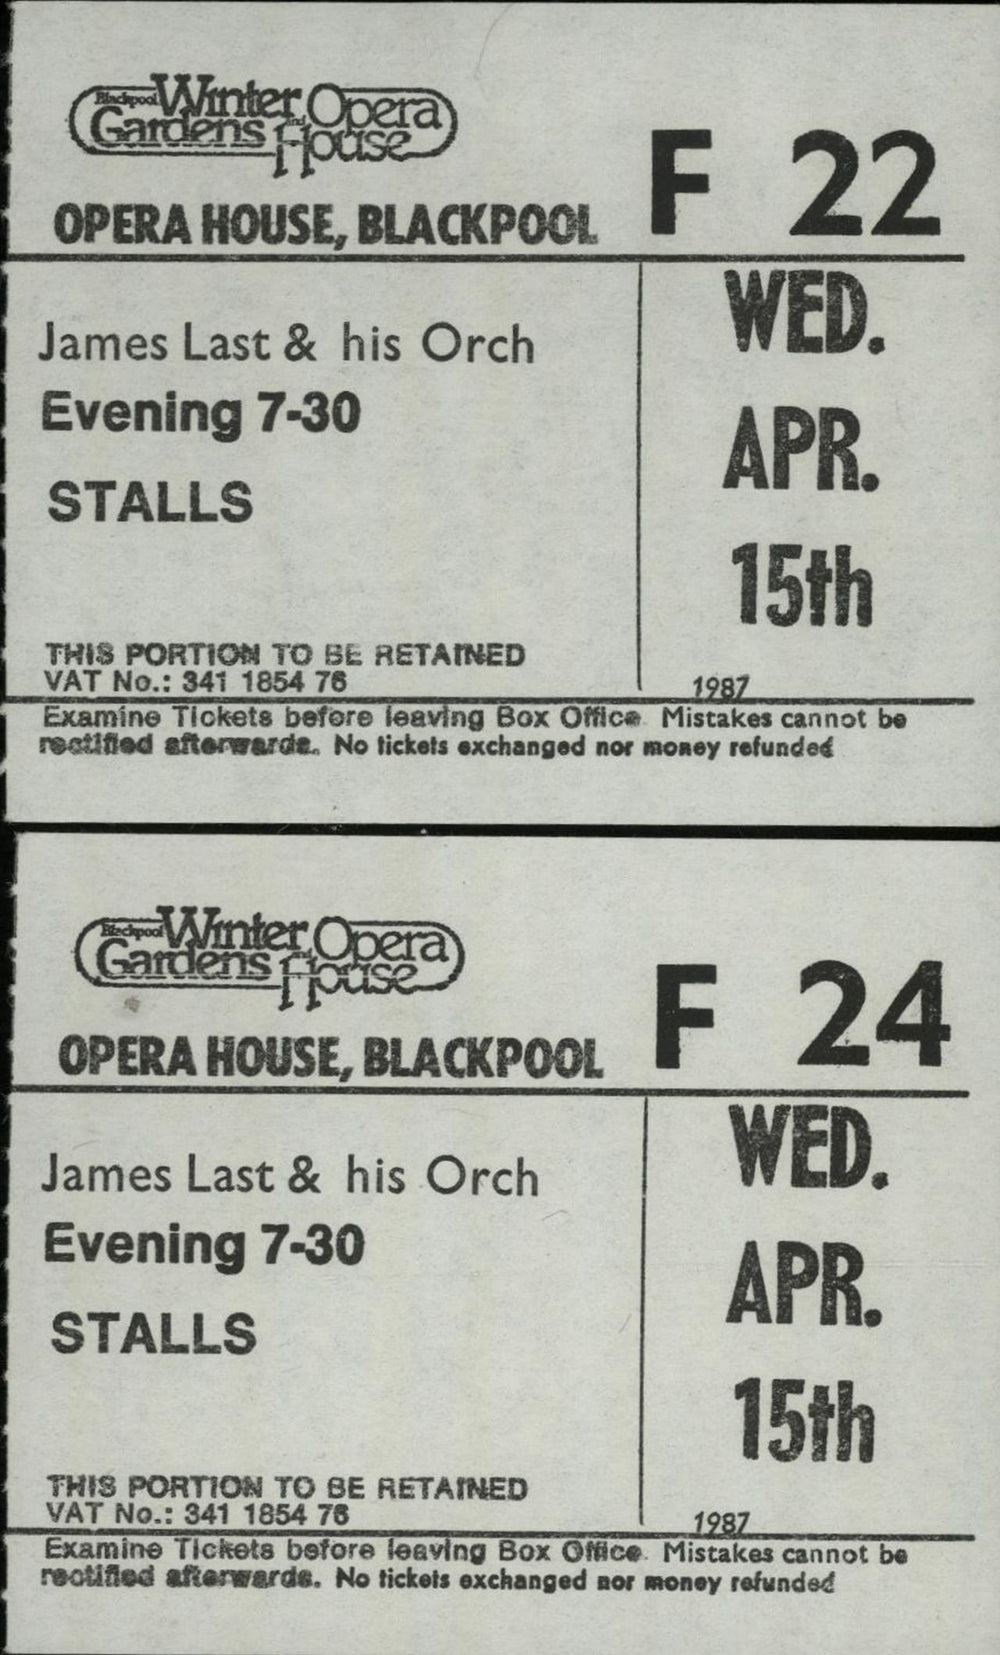 Blackpool Winter Gardens and Opera House
F 22
OPERA HOUSE, BLACKPOOL
James Last & his Orch
Evening 7-30
STALLS
WED.
APR.
15th
1987
THIS PORTION TO BE RETAINED
VAT No.: 341 1854 76
Examine Tickets before leaving Box Office. Mistakes cannot be
rectified afterwards. No tickets exchanged nor money refunded
Blackpool Winter Gardens Opera House
F 24
OPERA HOUSE, BLACKPOOL
James Last & his Orch
Evening 7-30
STALLS
WED.
APR.
15th
1987
THIS PORTION TO BE RETAINED
VAT No.: 341 1854 76
Examine Tickets before leaving Box Office. Mistakes cannot be
rectified afterwards. No tickets exchanged nor money refunded